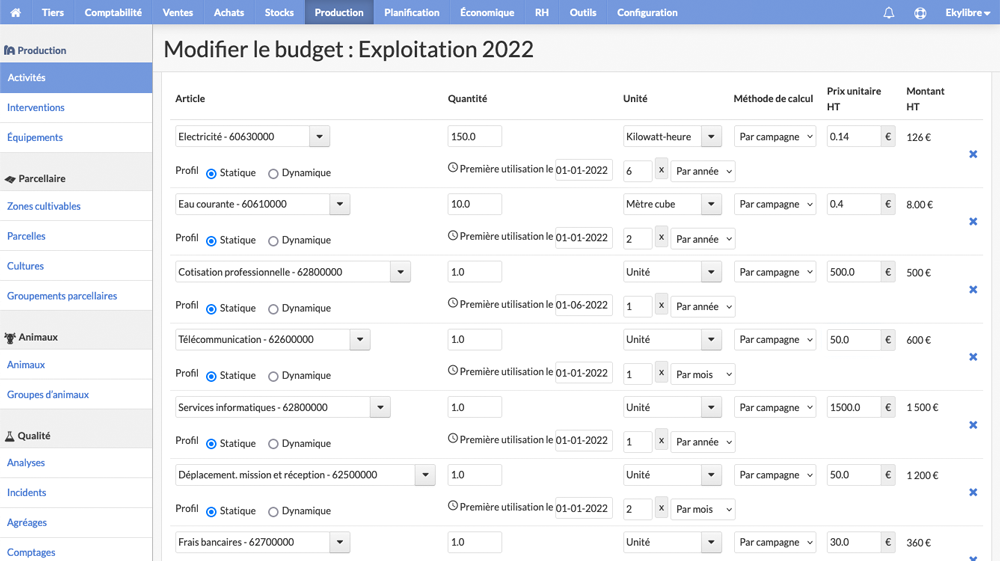 Tiers Comptabilité Ventes Achats Stocks Production Planification Économique RH Outils Configuration Ekylibre
Production
Activités
Interventions
Équipements
Parcellaire
Zones cultivables
Parcelles
Cultures
Groupements parcellaires
Animaux
Animaux
Groupes d'animaux
Qualité
Analyses
Incidents
Agréages
Comptages
Modifier le budget : Exploitation 2022
Article Quantité Unité Méthode de calcul Prix unitaire HT Montant HT
Electricité - 60630000 150.0 Kilowatt-heure Par campagne 0.14 € 126 €
Profil Statique Dynamique Première utilisation le 01-01-2022 6 x Par année
Eau courante - 60610000 10.0 Mètre cube Par campagne 0.4 € 8.00 €
Profil Statique Dynamique Première utilisation le 01-01-2022 2 x Par année
Cotisation professionnelle - 62800000 1.0 Unité Par campagne 500.0 € 500 €
Profil Statique Dynamique Première utilisation le 01-06-2022 1 x Par année
Télécommunication - 62600000 1.0 Unité Par campagne 50.0 € 600 €
Profil Statique Dynamique Première utilisation le 01-01-2022 1 x Par mois
Services informatiques - 62800000 1.0 Unité Par campagne 1500.0 € 1 500 €
Profil Statique Dynamique Première utilisation le 01-01-2022 1 x Par année
Déplacement. mission et réception - 62500000 1.0 Unité Par campagne 50.0 € 1 200 €
Profil Statique Dynamique Première utilisation le 01-01-2022 2 x Par mois
Frais bancaires - 62700000 1.0 Unité Par campagne 30.0 € 360 €